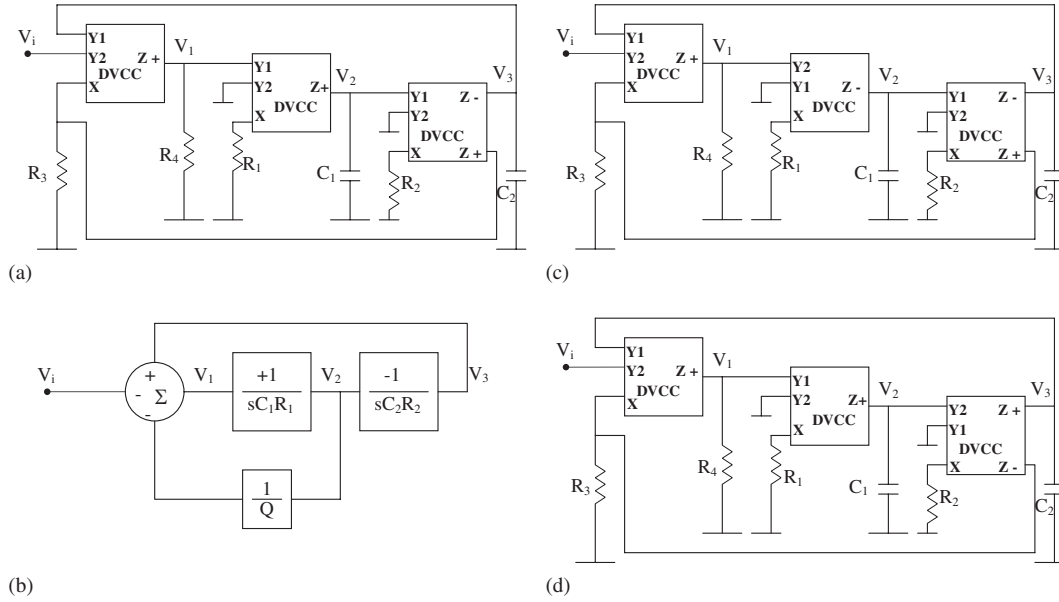 Y1
V_i
Y2
Z +
DVCC
X
V_1
Y1
Y2
Z+
DVCC
X
V_2
Y1
Z -
Y2
DVCC
X
Z +
V_3
R_3
R_4
R_1
C_1
R_2
C_2
(a)
Y1
V_i
Y2
Z +
DVCC
X
V_1
Y2
Y1
Z -
DVCC
X
V_2
Y1
Z -
Y2
DVCC
X
Z +
V_3
R_3
R_4
R_1
C_1
R_2
C_2
(c)
V_i
+
- Σ
-
V_1
+1
sC_1R_1
V_2
-1
sC_2R_2
V_3
1
Q
(b)
Y1
V_i
Y2
Z +
DVCC
X
V_1
Y1
Y2
Z+
DVCC
X
V_2
Y2
Z +
Y1
DVCC
X
Z -
V_3
R_3
R_4
R_1
C_1
R_2
C_2
(d)